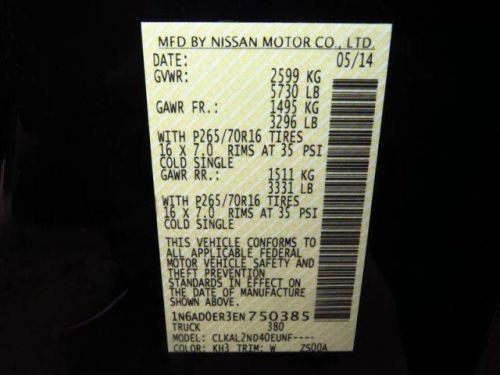 MFD BY NISSAN MOTOR CO., LTD.
DATE: 05/14
GVWR: 2599 KG
5730 LB
GAWR FR.: 1495 KG
3296 LB
WITH P265/70R16 TIRES
16 X 7.0 RIMS AT 35 PSI
COLD SINGLE
GAWR RR.: 1511 KG
3331 LB
WITH P265/70R16 TIRES
16 X 7.0 RIMS AT 35 PSI
COLD SINGLE
THIS VEHICLE CONFORMS TO
ALL APPLICABLE FEDERAL
MOTOR VEHICLE SAFETY AND
THEFT PREVENTION
STANDARDS IN EFFECT ON
THE DATE OF MANUFACTURE
SHOWN ABOVE.
1N6AD0ER3EN750385
TRUCK 380
MODEL: CLKAL2ND40EUNF----
COLOR: KH3 TRIM: W ZS00A